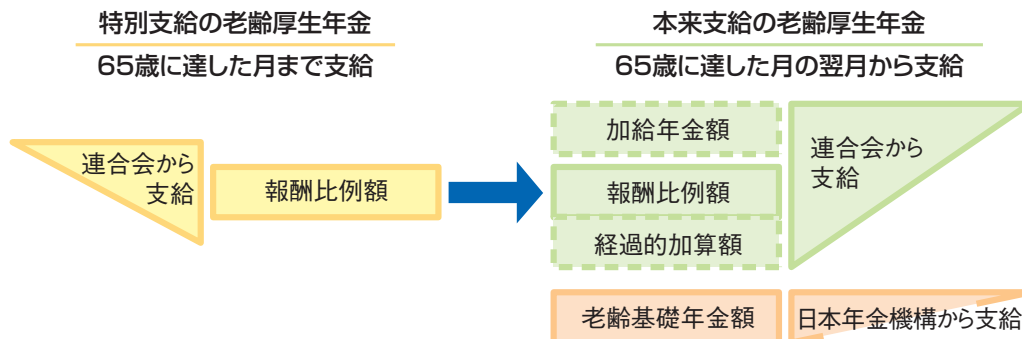 特別支給の老齢厚生年金
65歳に達した月まで支給
連合会から
支給
報酬比例額
本来支給の老齢厚生年金
65歳に達した月の翌月から支給
加給年金額
報酬比例額
経過的加算額
連合会から
支給
老齢基礎年金額
日本年金機構から支給